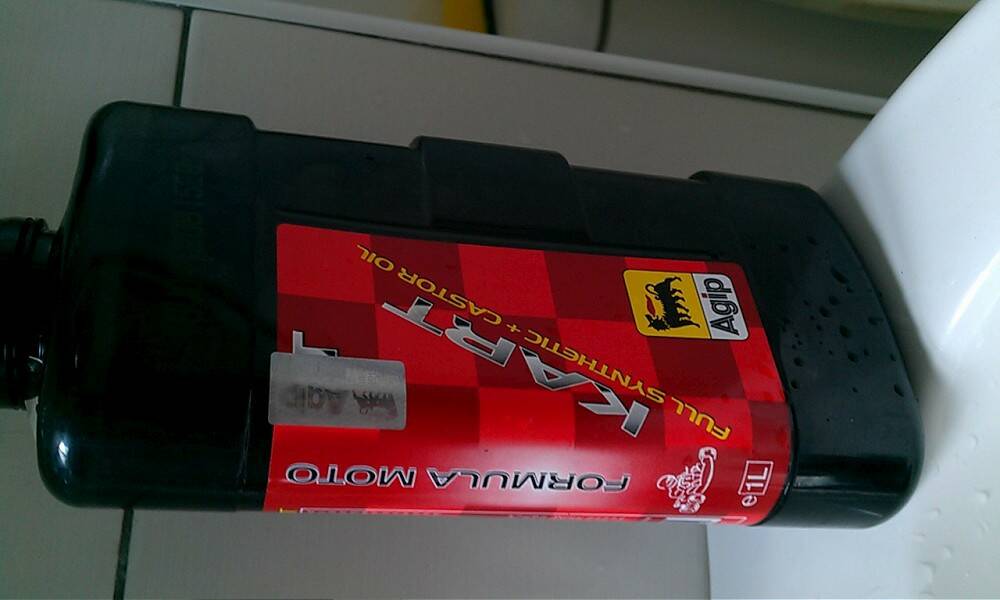 Agip
FULL SYNTHETIC + CASTOR OIL
KART
FORMULA MOTO
e 1L